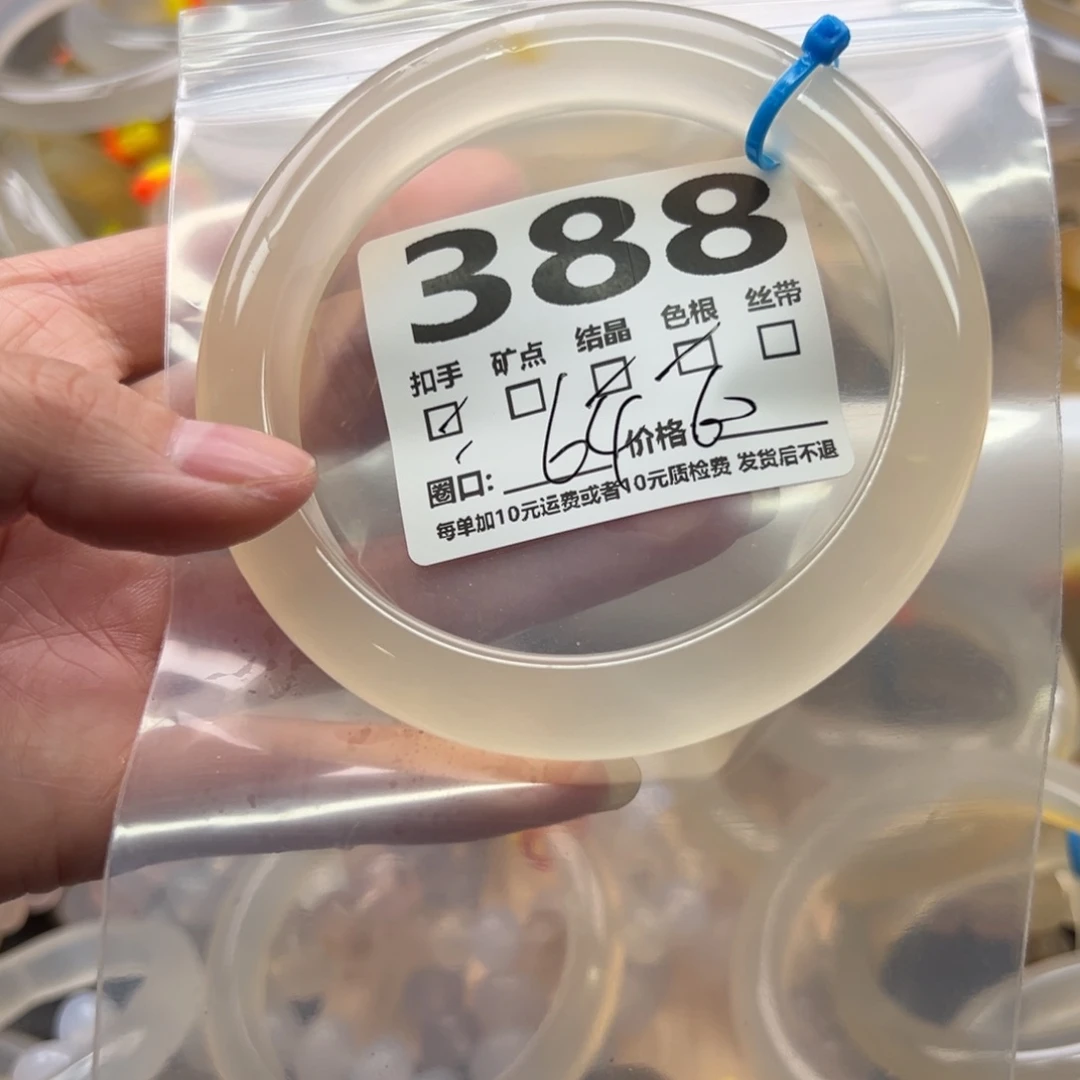 388
扣手 矿点 结晶 色根 丝带
圈口: 64 价格 6
每单加10元运费或者10元质检费 发货后不退